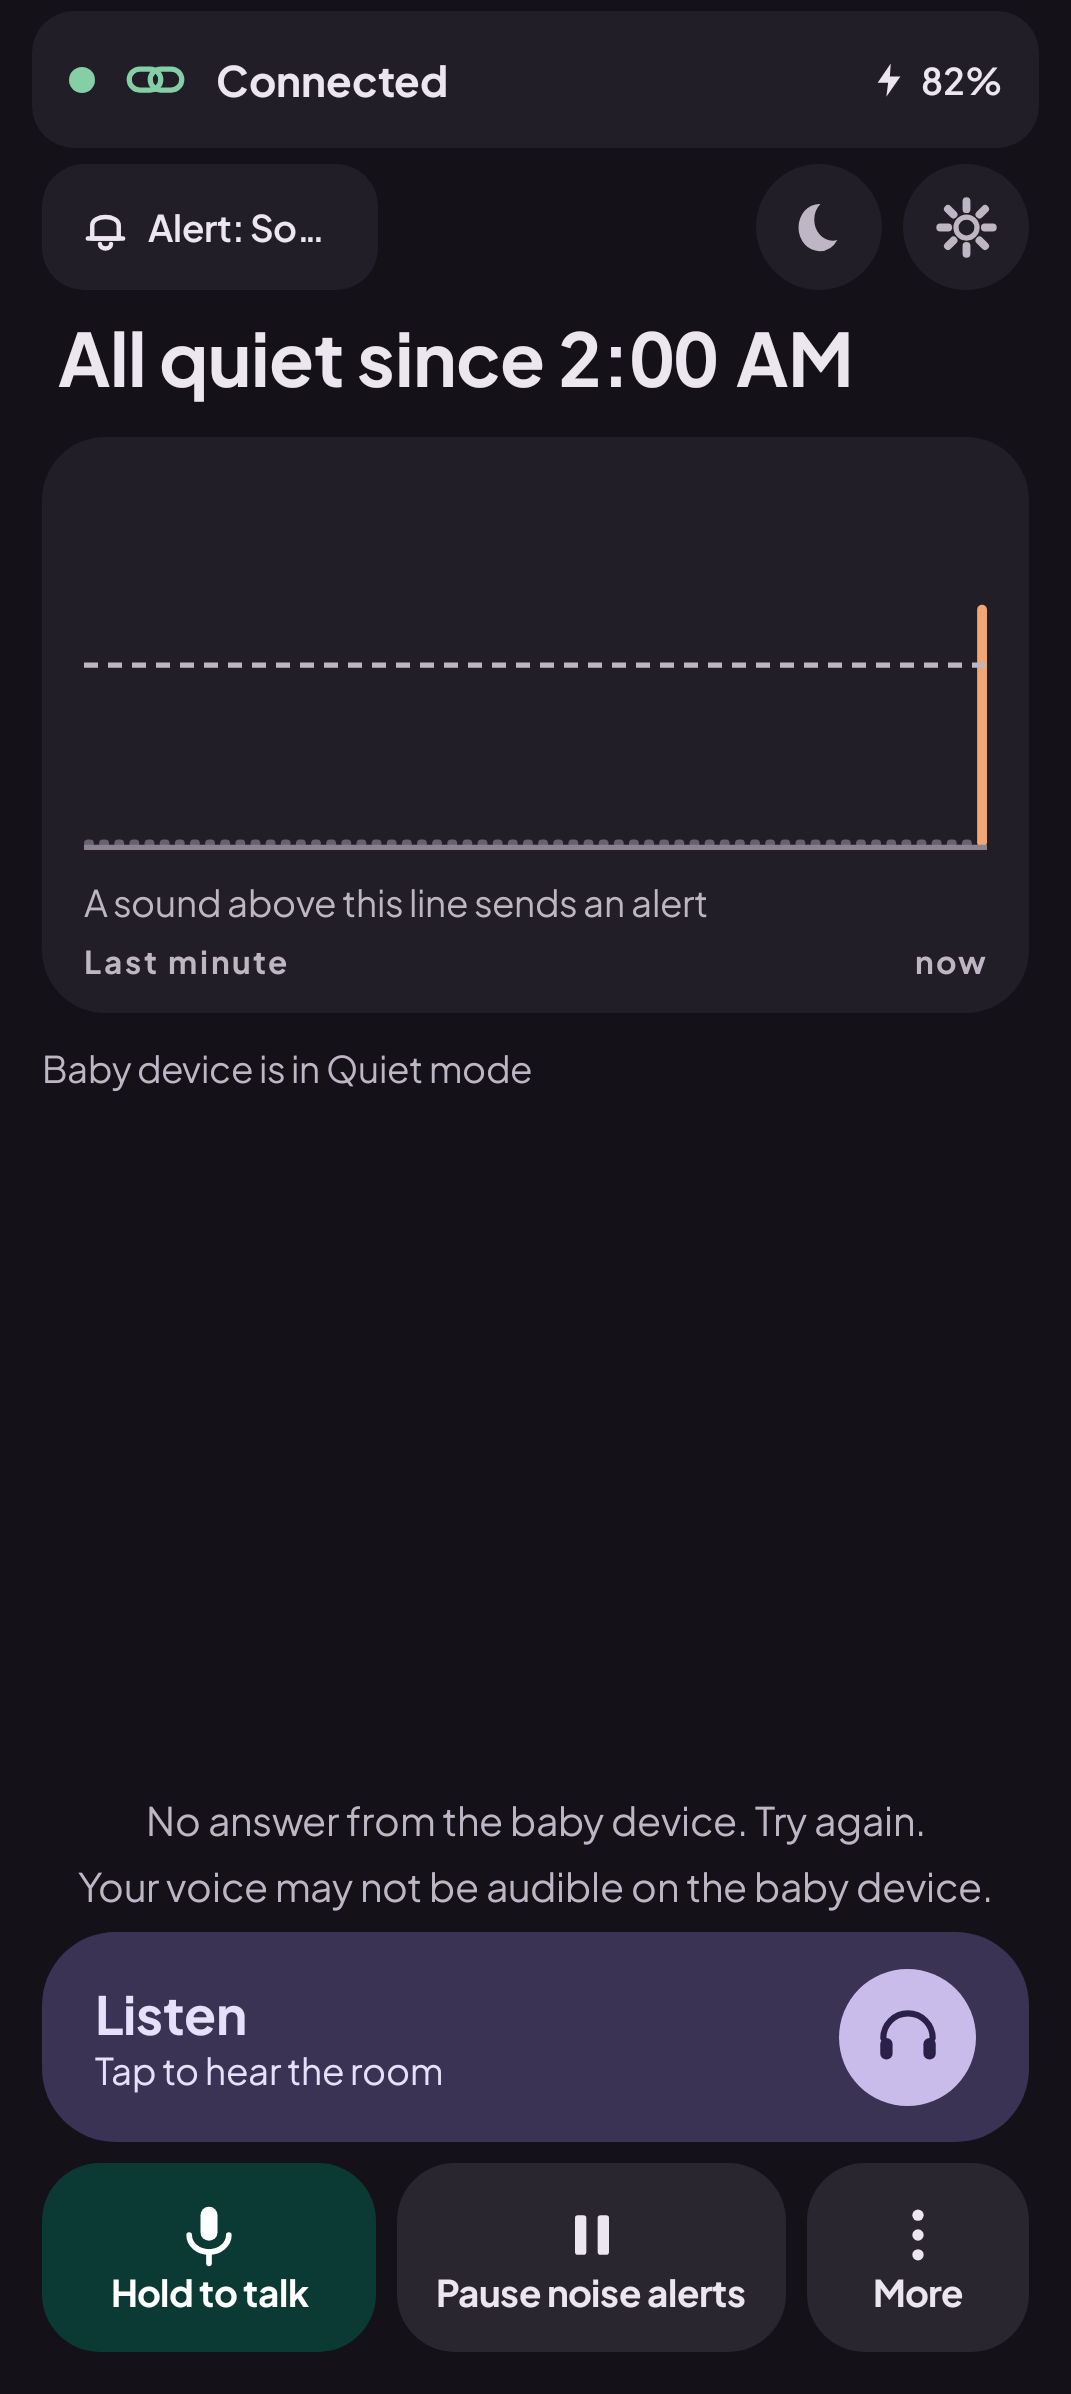 Connected
82%
Alert: So...
All quiet since 2:00 AM
A sound above this line sends an alert
Last minute
now
Baby device is in Quiet mode
No answer from the baby device. Try again.
Your voice may not be audible on the baby device.
Listen
Tap to hear the room
Hold to talk
Pause noise alerts
More